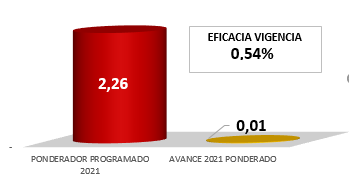 EFICACIA VIGENCIA
0,54%
2,26
0,01
-
PONDERADOR PROGRAMADO
2021
AVANCE 2021 PONDERADO